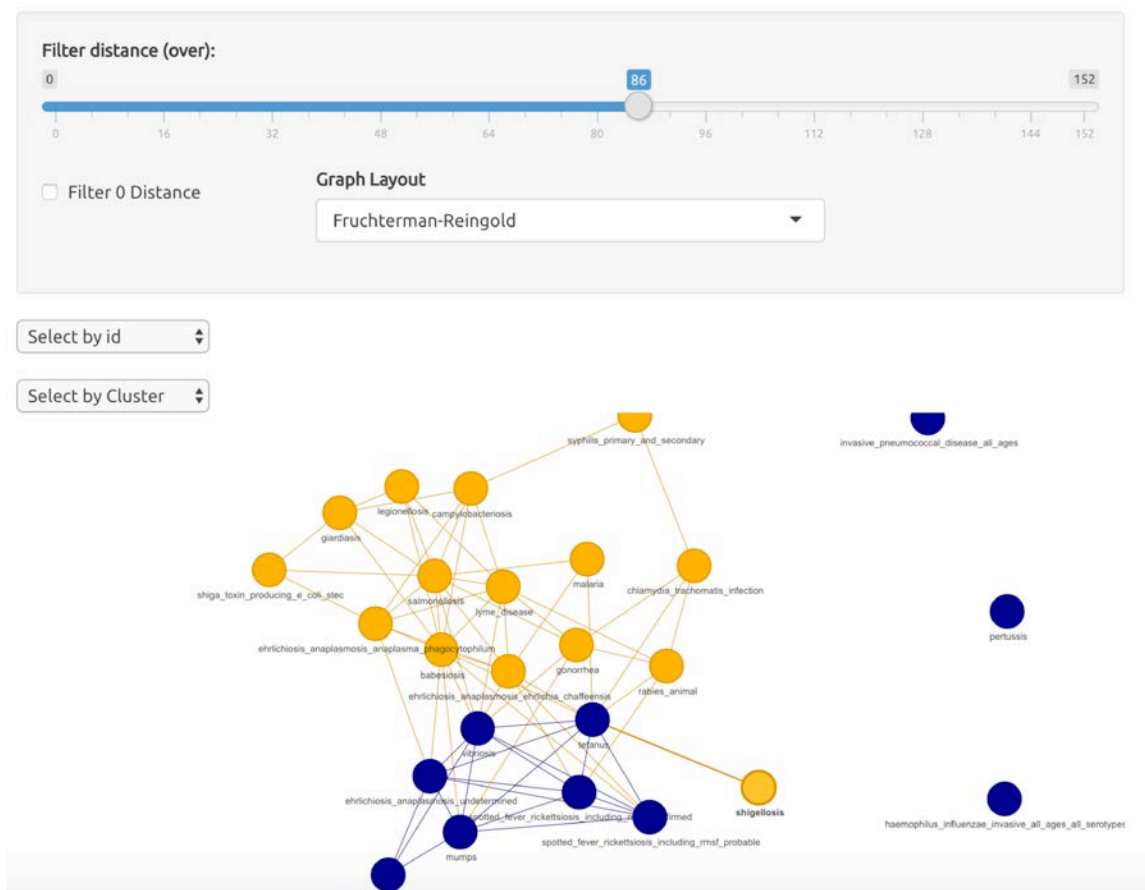 Filter distance (over):
0
86
152
0 16 32 48 64 80 96 112 128 144 152
Filter 0 Distance
Graph Layout
Fruchterman-Reingold
Select by id
Select by Cluster
syphilis_primary_and_secondary
invasive_pneumococcal_disease_all_ages
legionellosis
campylobacteriosis
giardiasis
malaria
chlamydia_trachomatis_infection
shiga_toxin_producing_e_coli_stec
salmonellosis
lyme_disease
pertussis
ehrlichiosis_anaplasmosis_anaplasma_phagocytophilum
gonorrhea
babesiosis
ehrlichiosis_anaplasmosis_ehrlichia_chaffeensis
rabies_animal
tetanus
vibriosis
ehrlichiosis_anaplasmosis_undetermined
shigellosis
spotted_fever_rickettsiosis_including_
haemophilus_influenzae_invasive_all_ages_all_serotypes
spotted_fever_rickettsiosis_including_rmsf_probable
mumps